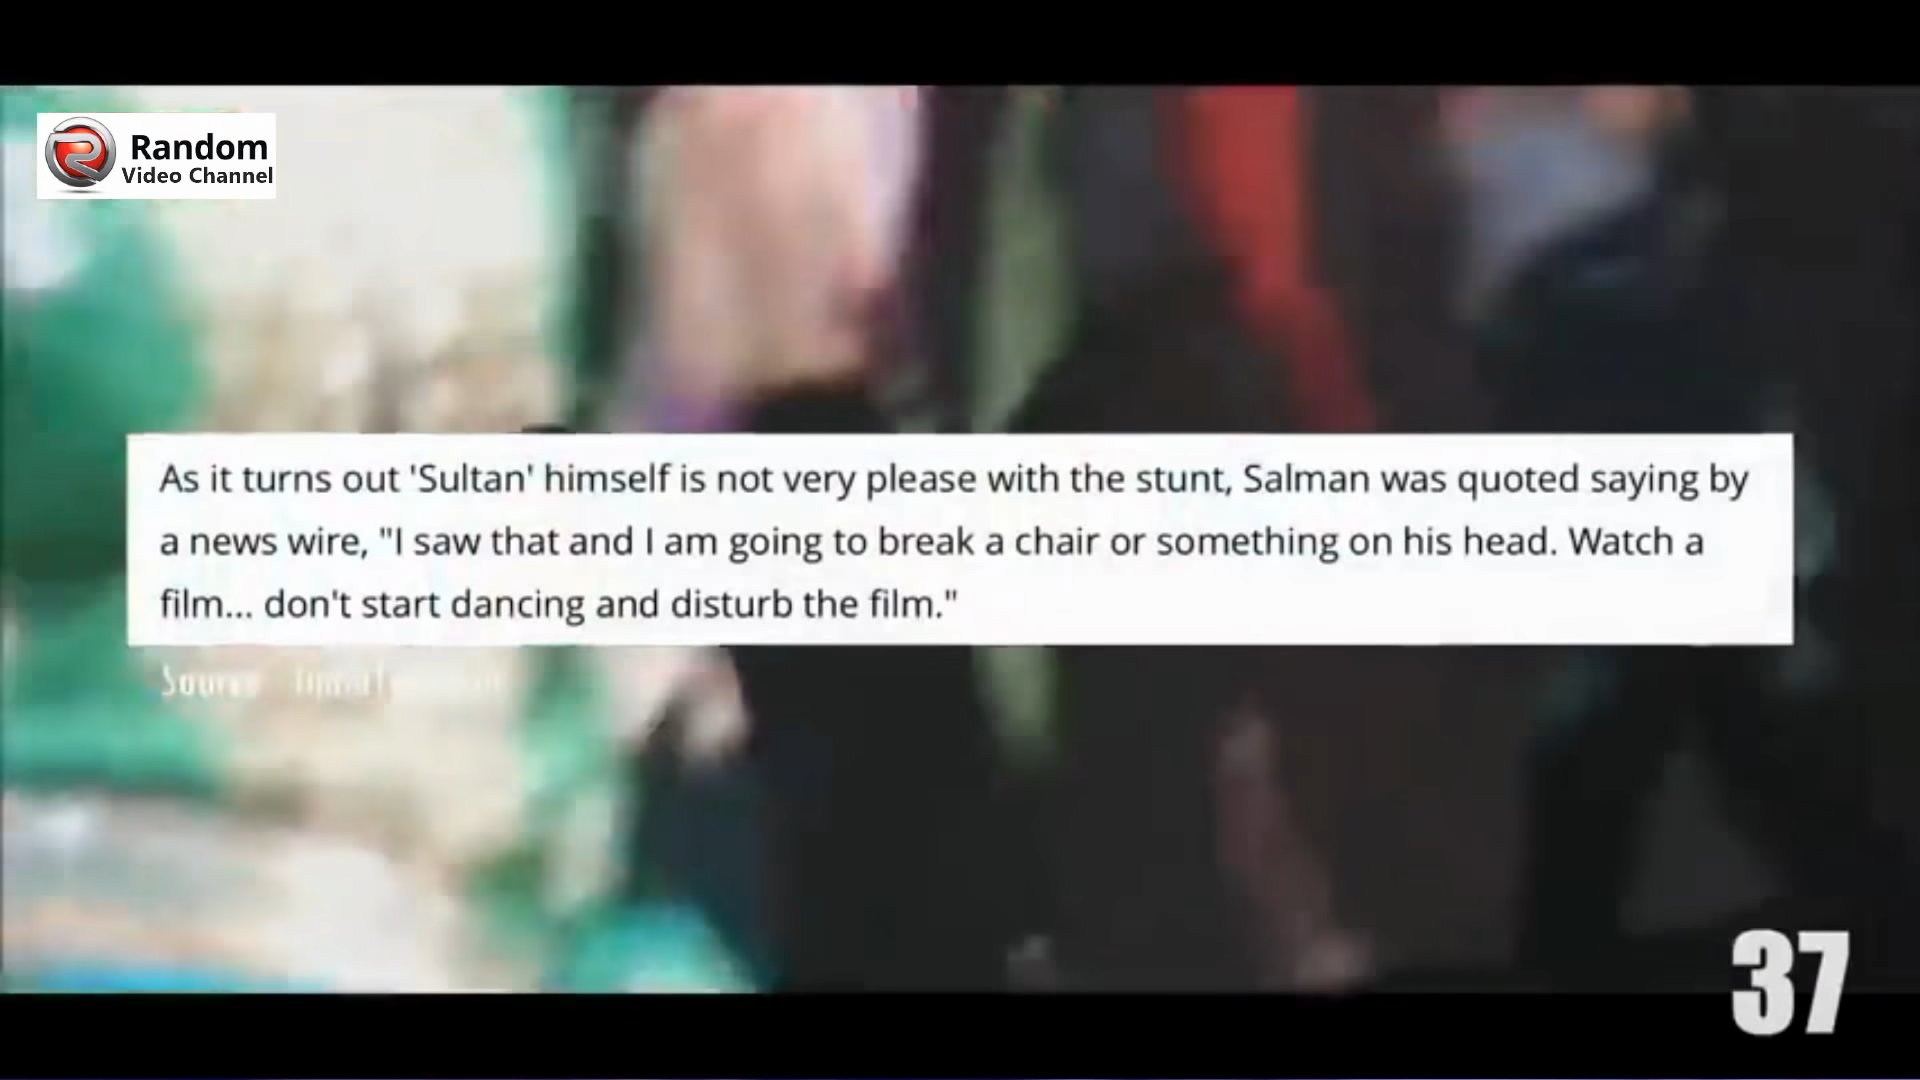 Random
Video Channel
As it turns out 'Sultan' himself is not very please with the stunt, Salman was quoted saying by
a news wire, "I saw that and I am going to break a chair or something on his head. Watch a
film... don't start dancing and disturb the film."
Source
37